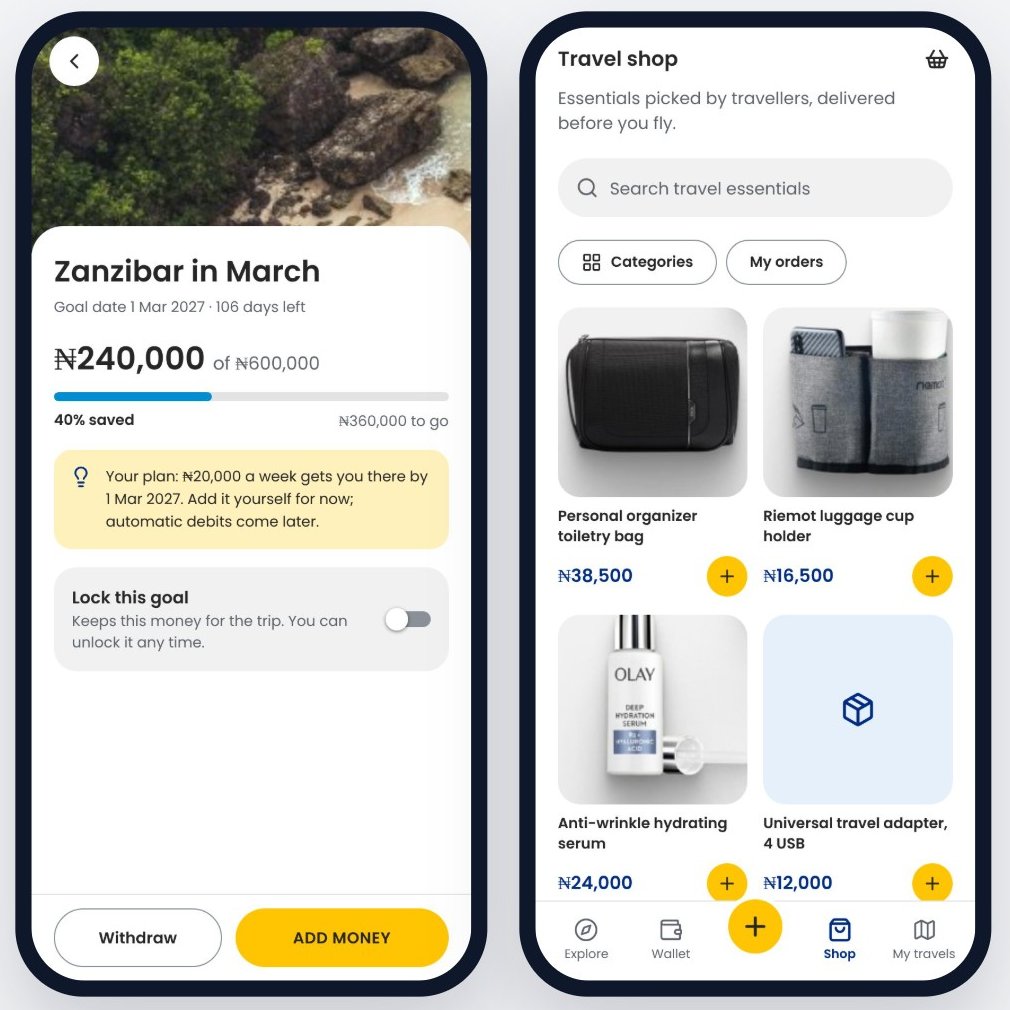 Zanzibar in March
Goal date 1 Mar 2027 · 106 days left
₦240,000 of ₦600,000
40% saved
₦360,000 to go
Your plan: ₦20,000 a week gets you there by
1 Mar 2027. Add it yourself for now;
automatic debits come later.
Lock this goal
Keeps this money for the trip. You can
unlock it any time.
Withdraw
ADD MONEY
Travel shop
Essentials picked by travellers, delivered
before you fly.
Search travel essentials
Categories
My orders
riemot
Personal organizer
toiletry bag
₦38,500
Riemot luggage cup
holder
₦16,500
OLAY
DEEP
HYDRATION
SERUM
B3+
HYALURONIC
ACID
Anti-wrinkle hydrating
serum
₦24,000
Universal travel adapter,
4 USB
₦12,000
Explore
Wallet
Shop
My travels